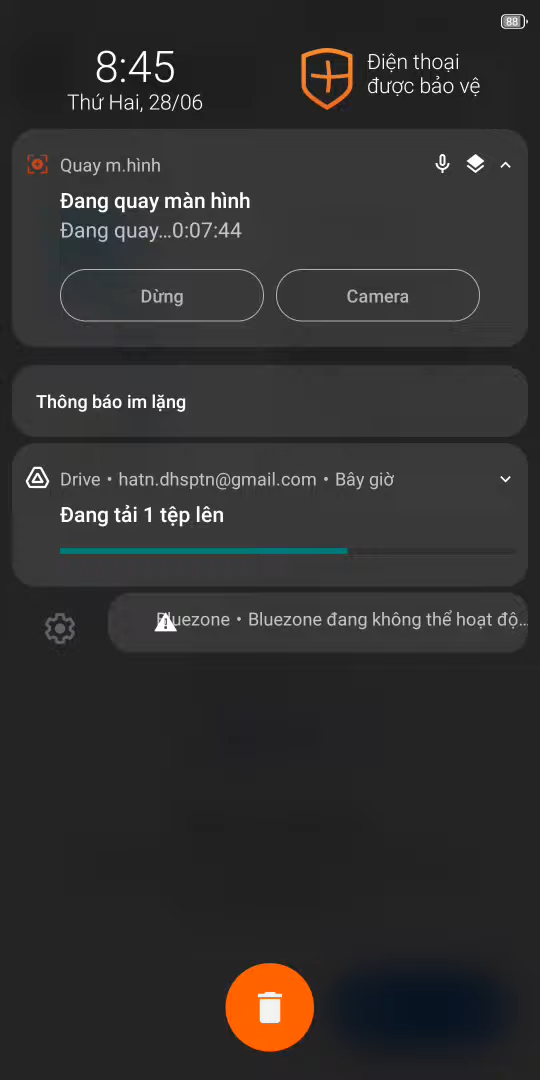 88
8:45
Thứ Hai, 28/06
Điện thoại
được bảo vệ
Quay m.hình
Đang quay màn hình
Đang quay...0:07:44
Dừng
Camera
Thông báo im lặng
Drive • hatn.dhsptn@gmail.com • Bây giờ
Đang tải 1 tệp lên
Bluezone • Bluezone đang không thể hoạt độ...